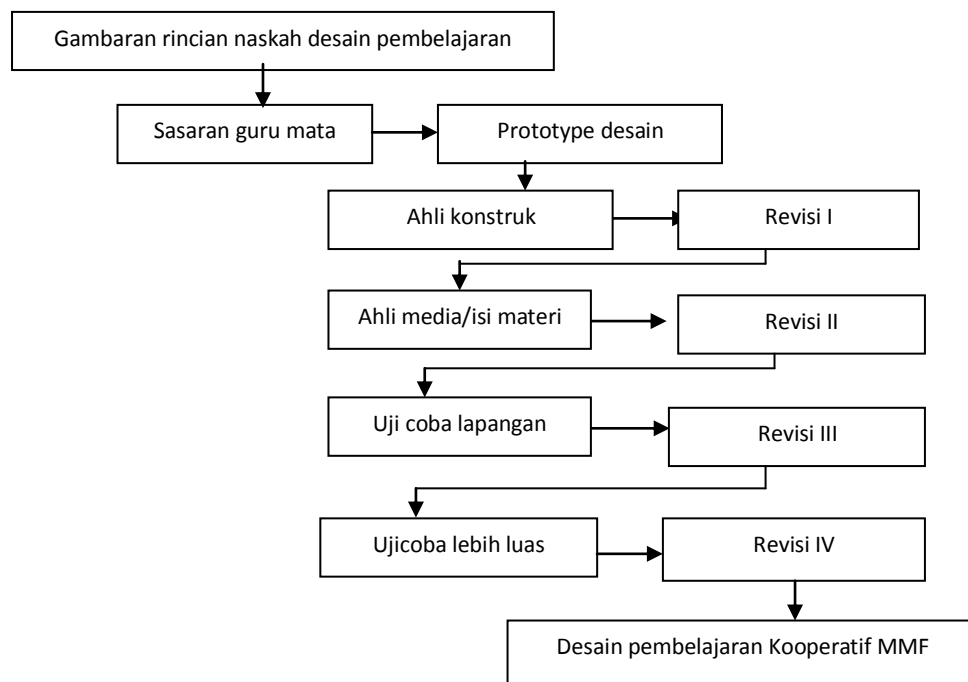 Gambaran rincian naskah desain pembelajaran
Sasaran guru mata
Prototype desain
Ahli konstruk
Revisi I
Ahli media/isi materi
Revisi II
Uji coba lapangan
Revisi III
Ujicoba lebih luas
Revisi IV
Desain pembelajaran Kooperatif MMF